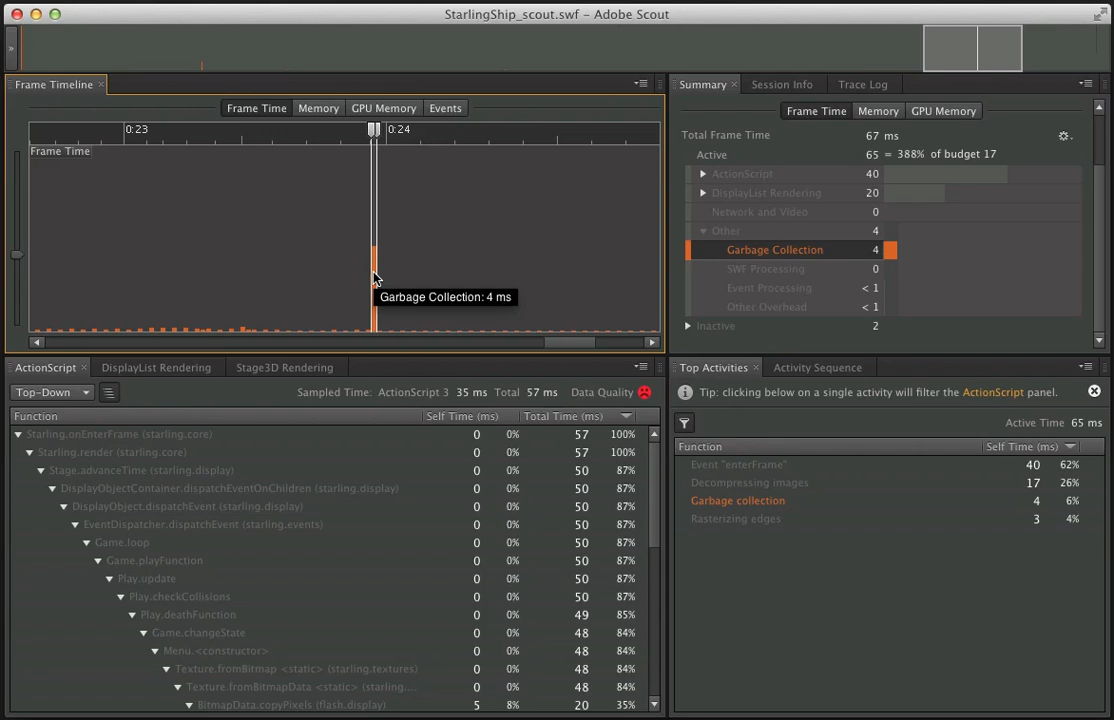 StarlingShip_scout.swf – Adobe Scout
»
Frame Timeline ×
Frame Time Memory GPU Memory Events
0:23 0:24
Frame Time
Garbage Collection: 4 ms
Summary × Session Info Trace Log
Frame Time Memory GPU Memory
Total Frame Time 67 ms
Active 65 = 388% of budget 17
ActionScript 40
DisplayList Rendering 20
Network and Video 0
Other 4
Garbage Collection 4
SWF Processing 0
Event Processing < 1
Other Overhead < 1
Inactive 2
ActionScript × DisplayList Rendering Stage3D Rendering
Top-Down Sampled Time: ActionScript 3 35 ms Total 57 ms Data Quality
Function Self Time (ms) Total Time (ms)
Starling.onEnterFrame (starling.core) 0 0% 57 100%
Starling.render (starling.core) 0 0% 57 100%
Stage.advanceTime (starling.display) 0 0% 50 87%
DisplayObjectContainer.dispatchEventOnChildren (starling.display) 0 0% 50 87%
DisplayObject.dispatchEvent (starling.display) 0 0% 50 87%
EventDispatcher.dispatchEvent (starling.events) 0 0% 50 87%
Game.loop 0 0% 50 87%
Game.playFunction 0 0% 50 87%
Play.update 0 0% 50 87%
Play.checkCollisions 0 0% 50 87%
Play.deathFunction 0 0% 49 85%
Game.changeState 0 0% 48 84%
Menu.<constructor> 0 0% 48 84%
Texture.fromBitmap <static> (starling.textures) 0 0% 48 84%
Texture.fromBitmapData <static> (starling.... 0 0% 48 84%
BitmapData.copyPixels (flash.display) 5 8% 20 35%
Top Activities × Activity Sequence
Tip: clicking below on a single activity will filter the ActionScript panel.
Active Time 65 ms
Function Self Time (ms)
Event "enterFrame" 40 62%
Decompressing images 17 26%
Garbage collection 4 6%
Rasterizing edges 3 4%